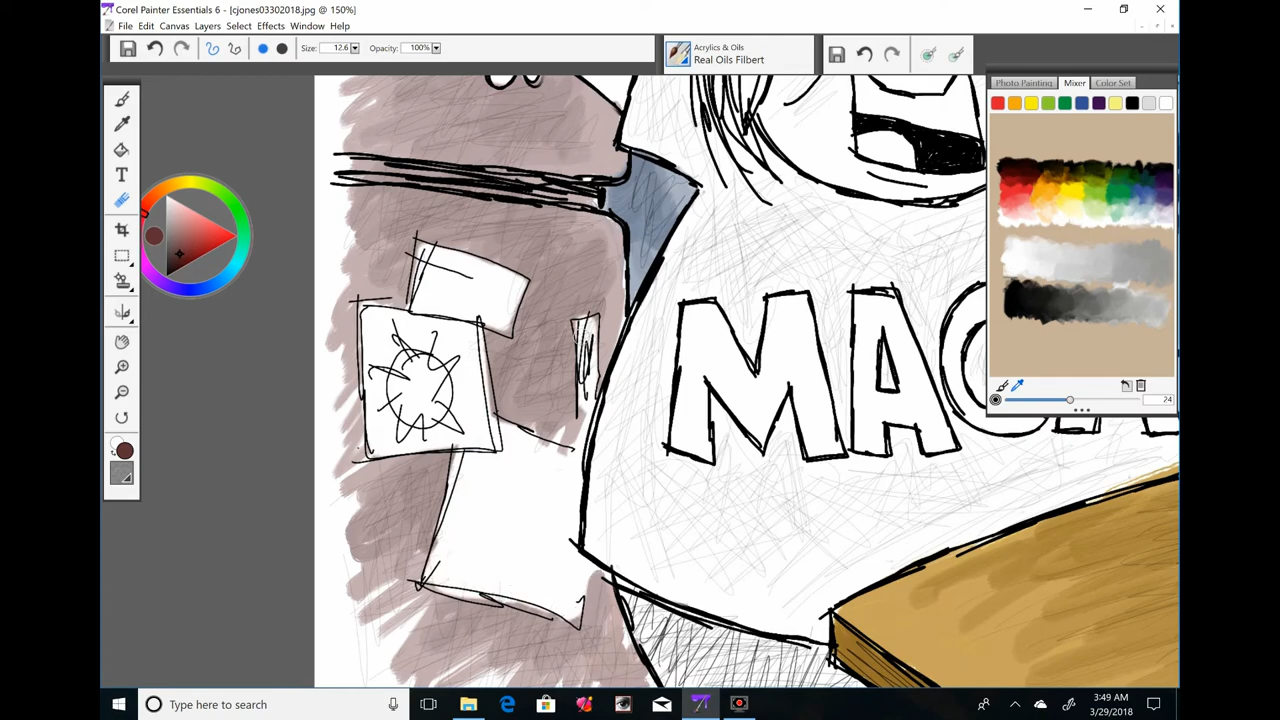 Corel Painter Essentials 6 - [cjones03302018.jpg @ 150%]
File Edit Canvas Layers Select Effects Window Help
Size: 12.6 Opacity: 100%
Acrylics & Oils
Real Oils Filbert
Photo Painting Mixer Color Set
T
24
MAG
Type here to search
3:49 AM
3/29/2018